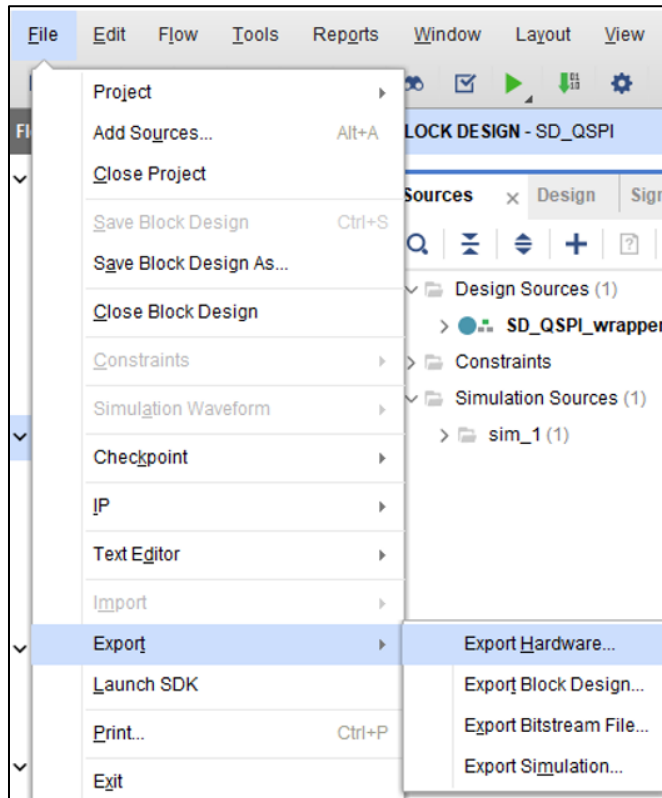 File Edit Flow Tools Reports Window Layout View
Project
Add Sources... Alt+A
Close Project
Save Block Design Ctrl+S
Save Block Design As...
Close Block Design
Constraints
Simulation Waveform
Checkpoint
IP
Text Editor
Import
Export
Launch SDK
Print... Ctrl+P
Exit
LOCK DESIGN - SD_QSPI
Sources Design
Design Sources (1)
SD_QSPI_wrapper
Constraints
Simulation Sources (1)
sim_1 (1)
Export Hardware...
Export Block Design...
Export Bitstream File...
Export Simulation...